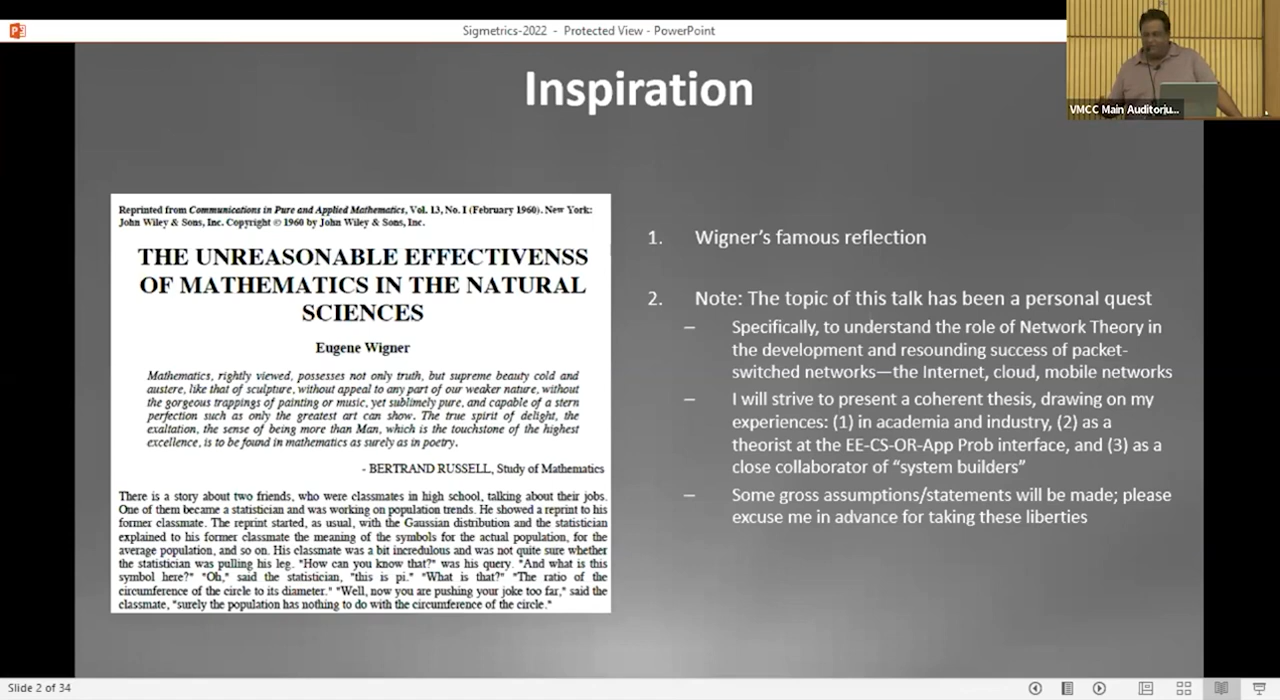 Sigmetrics-2022 - Protected View - PowerPoint
VMCC Main Auditoriu...
Inspiration
Reprinted from Communications in Pure and Applied Mathematics, Vol. 13, No. I (February 1960). New York:
John Wiley & Sons, Inc. Copyright © 1960 by John Wiley & Sons, Inc.
THE UNREASONABLE EFFECTIVENSS
OF MATHEMATICS IN THE NATURAL
SCIENCES
Eugene Wigner
Mathematics, rightly viewed, possesses not only truth, but supreme beauty cold and
austere, like that of sculpture, without appeal to any part of our weaker nature, without
the gorgeous trappings of painting or music, yet sublimely pure, and capable of a stern
perfection such as only the greatest art can show. The true spirit of delight, the
exaltation, the sense of being more than Man, which is the touchstone of the highest
excellence, is to be found in mathematics as surely as in poetry.
- BERTRAND RUSSELL, Study of Mathematics
There is a story about two friends, who were classmates in high school, talking about their jobs.
One of them became a statistician and was working on population trends. He showed a reprint to his
former classmate. The reprint started, as usual, with the Gaussian distribution and the statistician
explained to his former classmate the meaning of the symbols for the actual population, for the
average population, and so on. His classmate was a bit incredulous and was not quite sure whether
the statistician was pulling his leg. "How can you know that?" was his query. "And what is this
symbol here?" "Oh," said the statistician, "this is pi." "What is that?" "The ratio of the
circumference of the circle to its diameter." "Well, now you are pushing your joke too far," said the
classmate, "surely the population has nothing to do with the circumference of the circle."
1. Wigner's famous reflection
2. Note: The topic of this talk has been a personal quest
– Specifically, to understand the role of Network Theory in
the development and resounding success of packet-
switched networks—the Internet, cloud, mobile networks
– I will strive to present a coherent thesis, drawing on my
experiences: (1) in academia and industry, (2) as a
theorist at the EE-CS-OR-App Prob interface, and (3) as a
close collaborator of “system builders”
– Some gross assumptions/statements will be made; please
excuse me in advance for taking these liberties
Slide 2 of 34